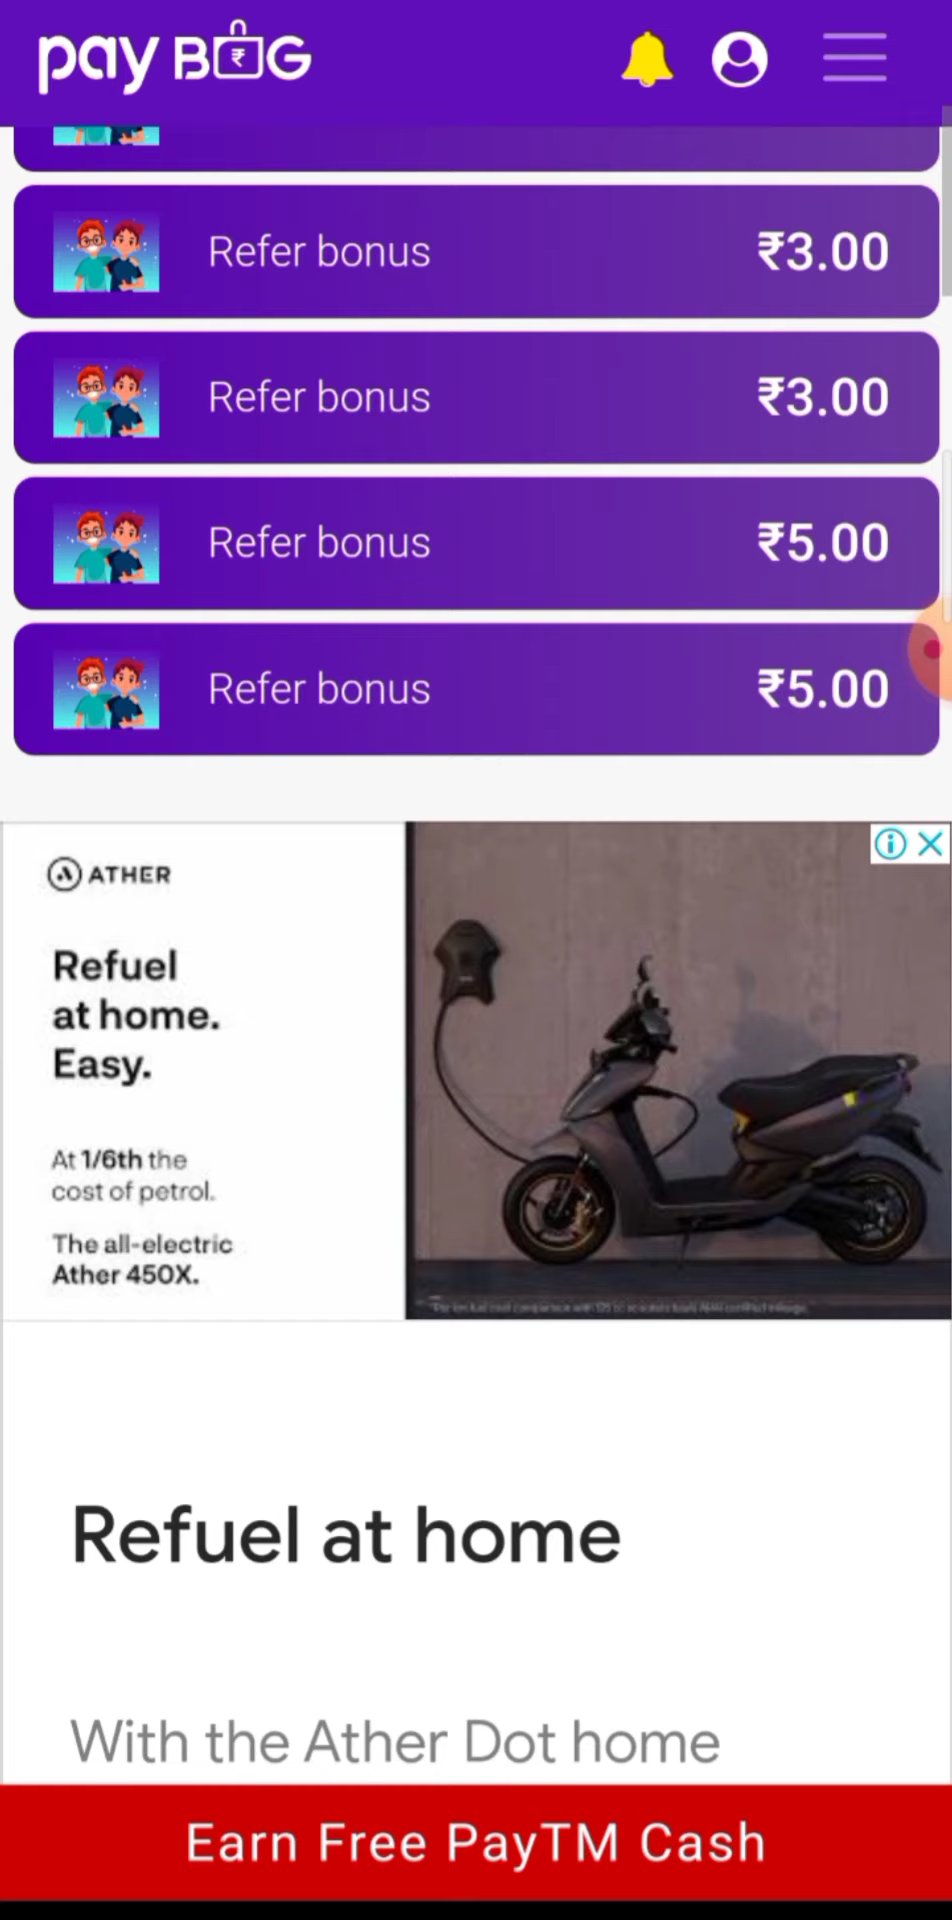 pay BAG
Refer bonus ₹3.00
Refer bonus ₹3.00
Refer bonus ₹5.00
Refer bonus ₹5.00
ATHER
Refuel
at home.
Easy.
At 1/6th the
cost of petrol.
The all-electric
Ather 450X.
Refuel at home
With the Ather Dot home
Earn Free PayTM Cash